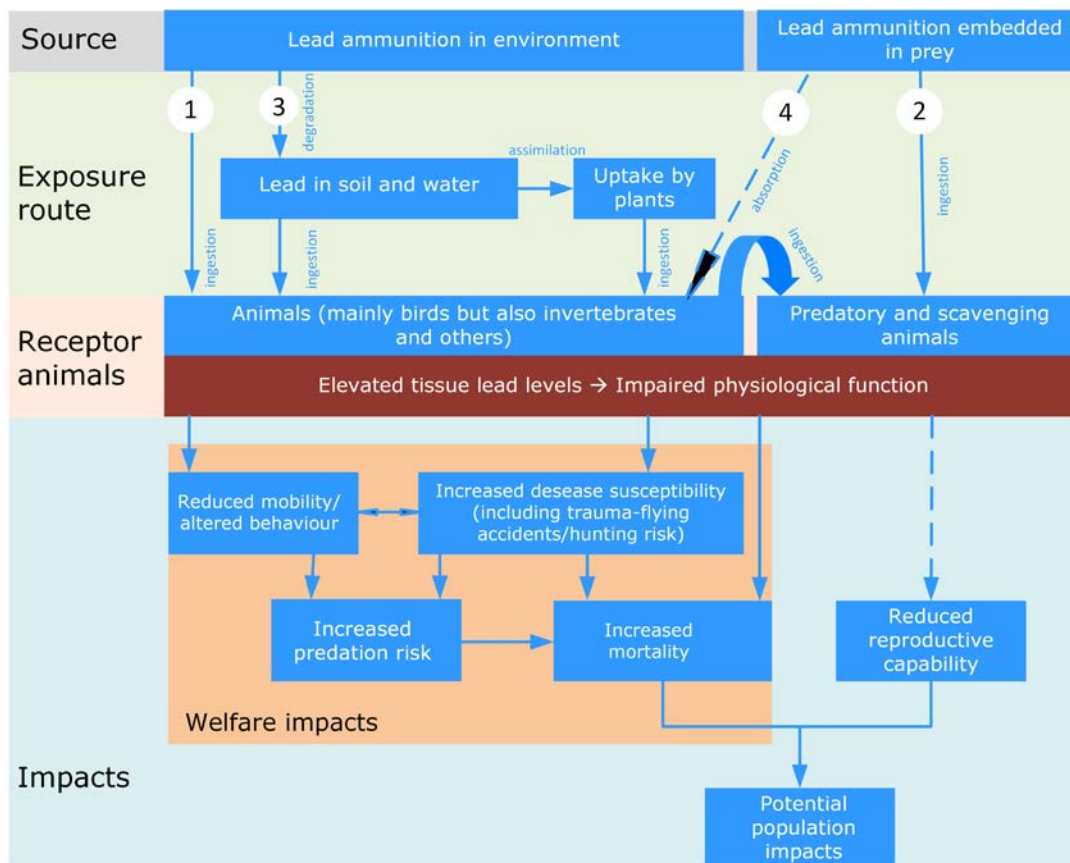 Source
Lead ammunition in environment
Lead ammunition embedded
in prey
1
3
4
2
degradation
assimilation
absorption
ingestion
Exposure
route
Lead in soil and water
Uptake by
plants
ingestion
ingestion
ingestion
ingestion
Receptor
animals
Animals (mainly birds but also invertebrates
and others)
Predatory and scavenging
animals
Elevated tissue lead levels → Impaired physiological function
Reduced mobility/
altered behaviour
Increased desease susceptibility
(including trauma-flying
accidents/hunting risk)
Increased
predation risk
Increased
mortality
Reduced
reproductive
capability
Welfare impacts
Impacts
Potential
population
impacts